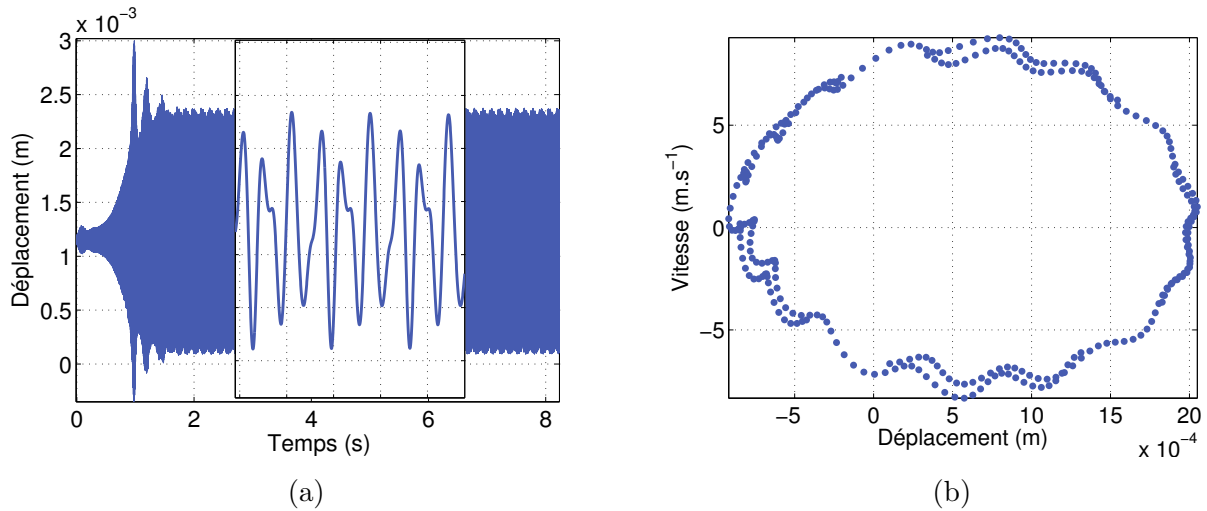 x 10⁻³
3
2.5
2
1.5
1
0.5
0
Déplacement (m)
0 2 4 6 8
Temps (s)
(a)
5
0
−5
Vitesse (m.s⁻¹)
−5 0 5 10 15 20
Déplacement (m)
x 10⁻⁴
(b)